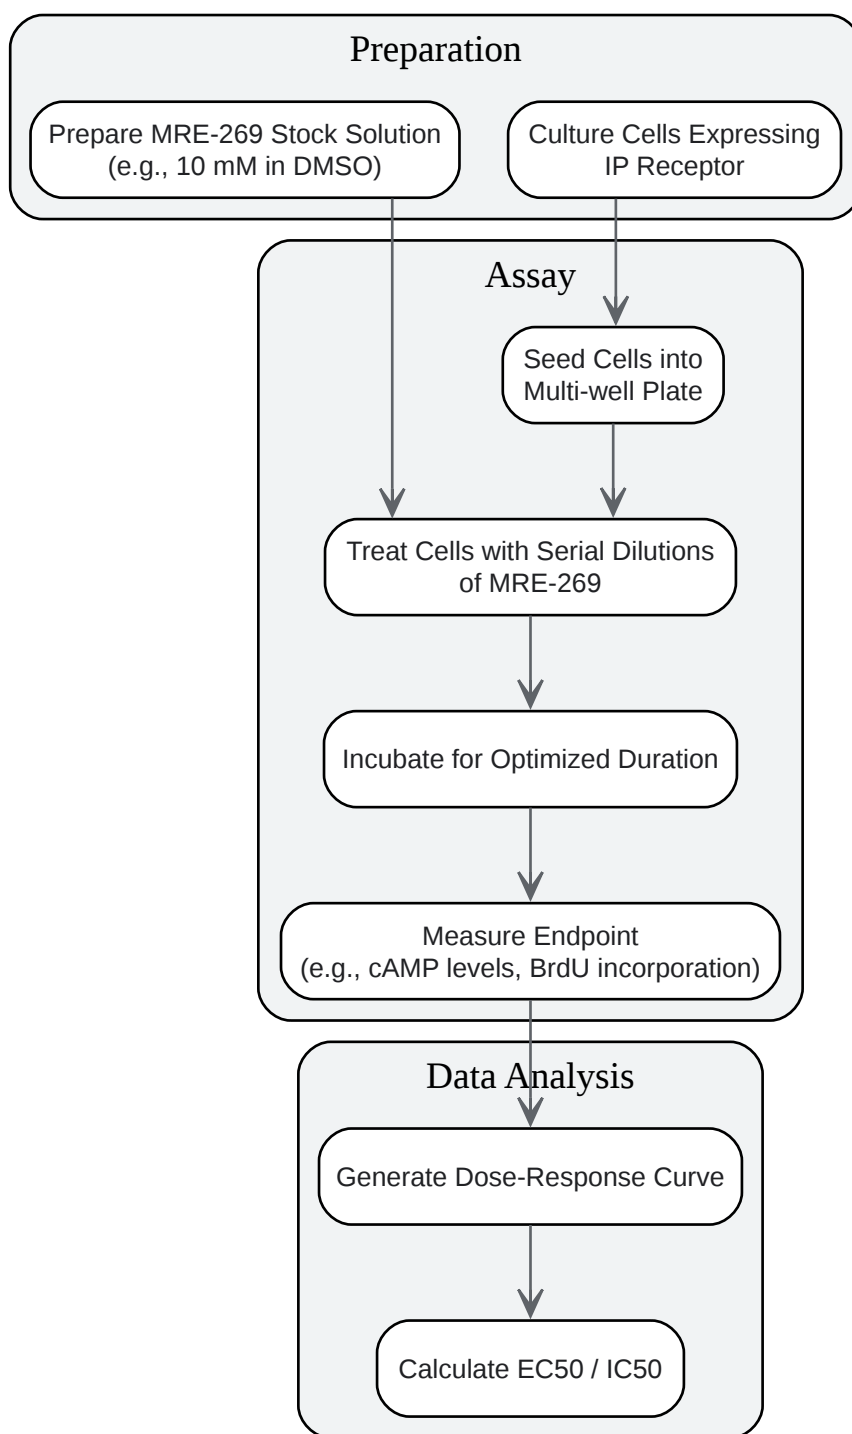 Preparation
Prepare MRE-269 Stock Solution
(e.g., 10 mM in DMSO)
Culture Cells Expressing
IP Receptor
Assay
Seed Cells into
Multi-well Plate
Treat Cells with Serial Dilutions
of MRE-269
Incubate for Optimized Duration
Measure Endpoint
(e.g., cAMP levels, BrdU incorporation)
Data Analysis
Generate Dose-Response Curve
Calculate EC50 / IC50